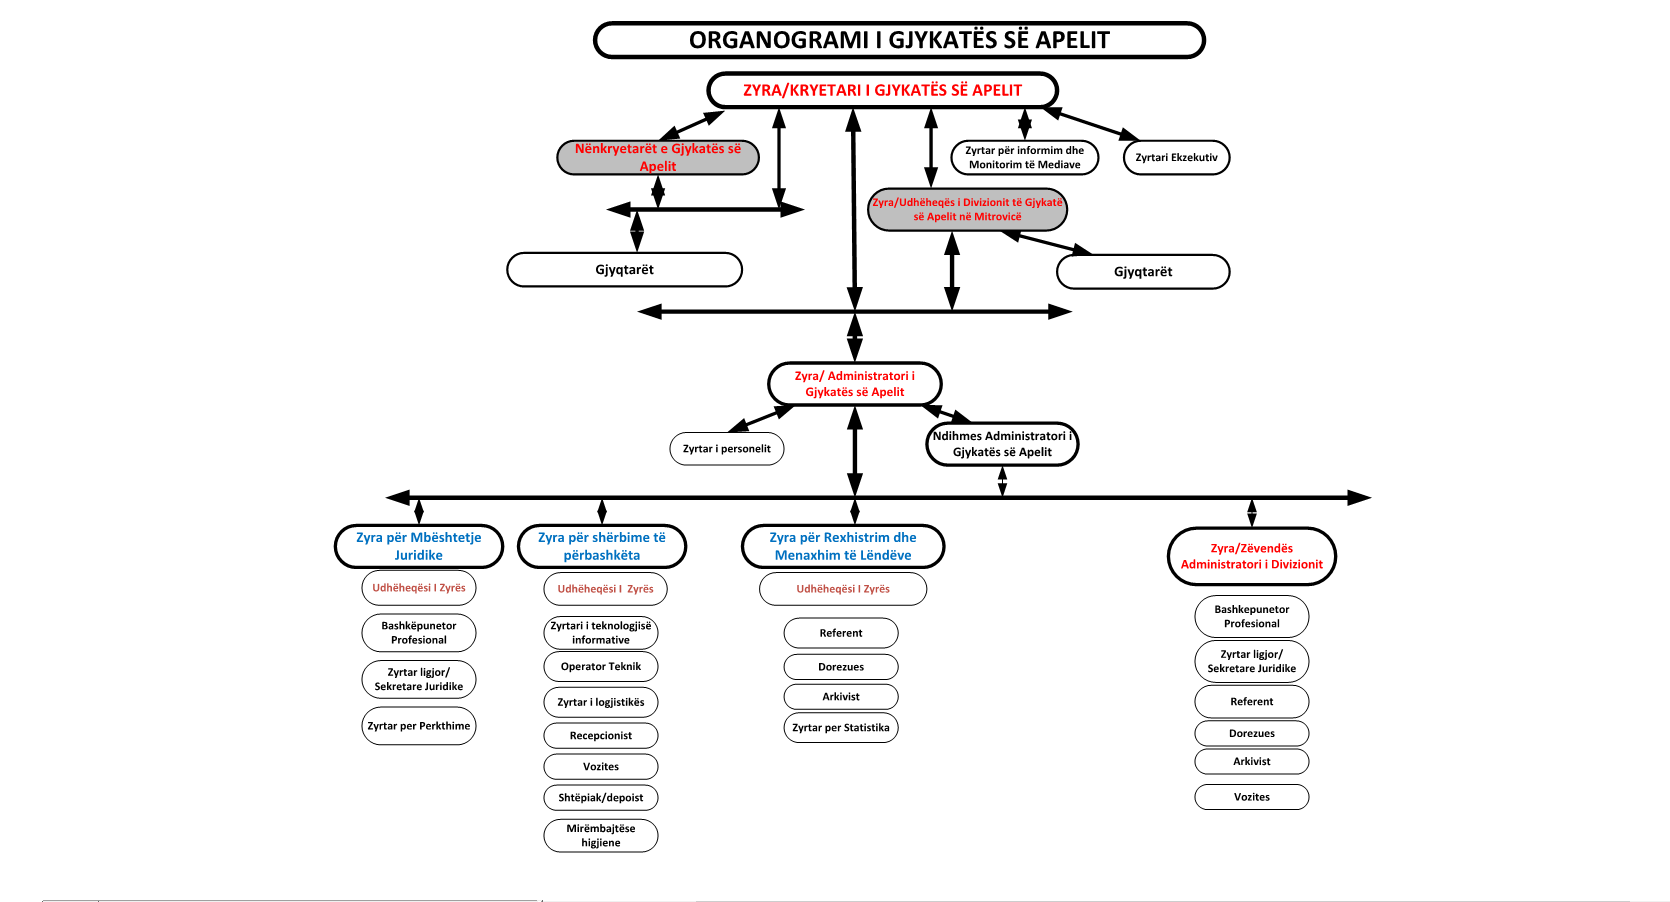 ORGANOGRAMI I GJYKATËS SË APELIT
ZYRA/KRYETARI I GJYKATËS SË APELIT
Nënkryetarët e Gjykatës së
Apelit
Zyrtar për informim dhe
Monitorim të Mediave
Zyrtari Ekzekutiv
Zyra/Udhëheqës i Divizionit të Gjykatë
së Apelit në Mitrovicë
Gjyqtarët
Gjyqtarët
Zyra/ Administratori i
Gjykatës së Apelit
Zyrtar i personelit
Ndihmes Administratori i
Gjykatës së Apelit
Zyra për Mbështetje
Juridike
Udhëheqësi I Zyrës
Bashkëpunetor
Profesional
Zyrtar ligjor/
Sekretare Juridike
Zyrtar per Perkthime
Zyra për shërbime të
përbashkëta
Udhëheqësi I  Zyrës
Zyrtari i teknologjisë
informative
Operator Teknik
Zyrtar i logjistikës
Recepcionist
Vozites
Shtëpiak/depoist
Mirëmbajtëse
higjiene
Zyra për Rexhistrim dhe
Menaxhim të Lëndëve
Udhëheqësi I Zyrës
Referent
Dorezues
Arkivist
Zyrtar per Statistika
Zyra/Zëvendës
Administratori i Divizionit
Bashkepunetor
Profesional
Zyrtar ligjor/
Sekretare Juridike
Referent
Dorezues
Arkivist
Vozites